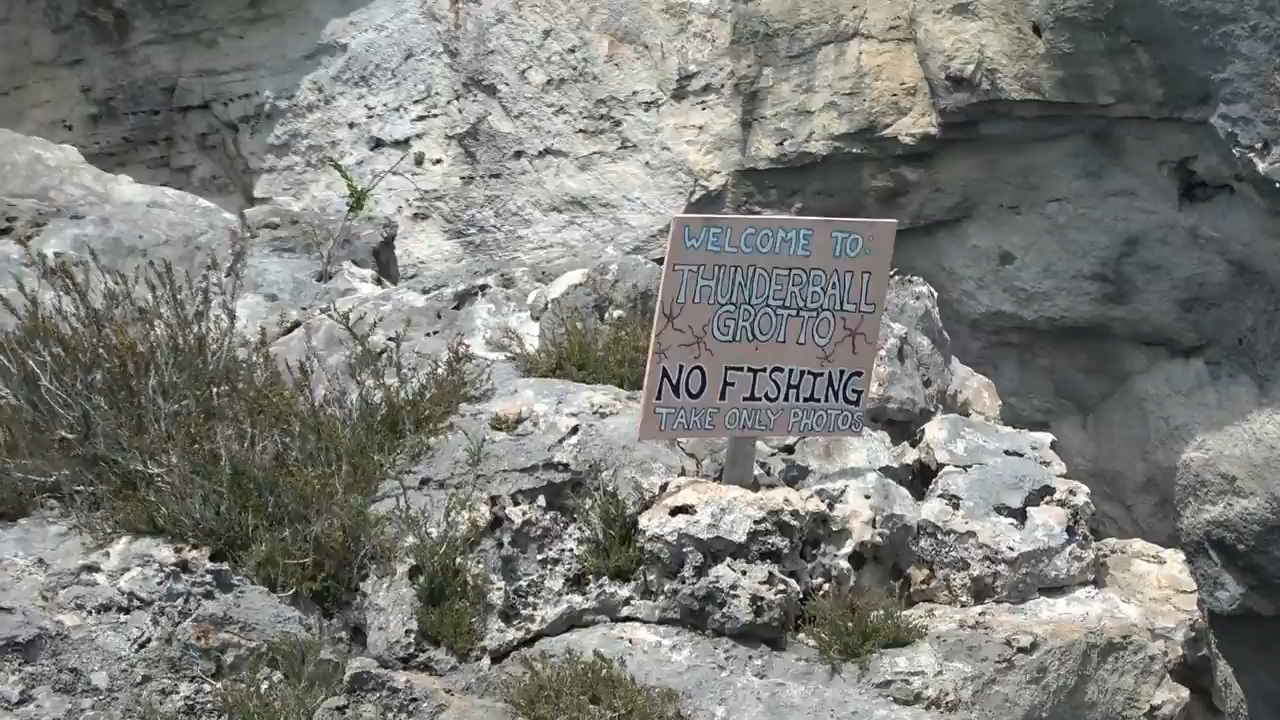 WELCOME TO:
THUNDERBALL
GROTTO
NO FISHING
TAKE ONLY PHOTOS